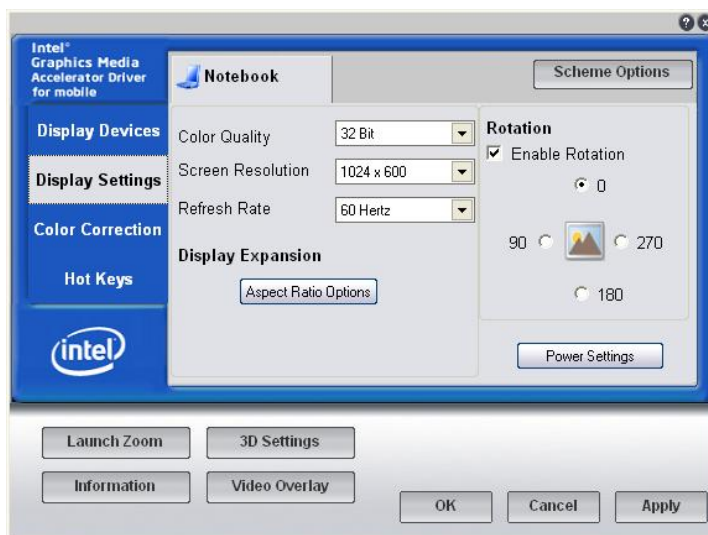 Intel®
Graphics Media
Accelerator Driver
for mobile
Notebook
Scheme Options
Display Devices
Display Settings
Color Correction
Hot Keys
intel
Color Quality
32 Bit
Screen Resolution
1024 x 600
Refresh Rate
60 Hertz
Display Expansion
Aspect Ratio Options
Rotation
Enable Rotation
0
90
270
180
Power Settings
Launch Zoom
3D Settings
Information
Video Overlay
OK
Cancel
Apply